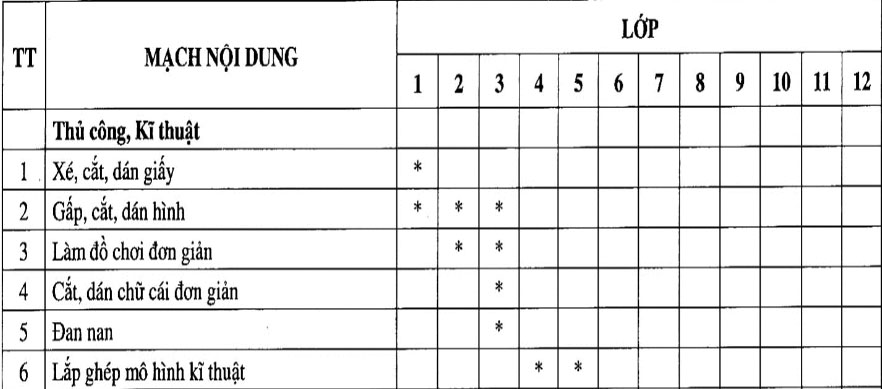 TT MẠCH NỘI DUNG LỚP
1 2 3 4 5 6 7 8 9 10 11 12
Thủ công, Kĩ thuật
1 Xé, cắt, dán giấy *
2 Gấp, cắt, dán hình * * *
3 Làm đồ chơi đơn giản * *
4 Cắt, dán chữ cái đơn giản *
5 Đan nan *
6 Lắp ghép mô hình kĩ thuật * *